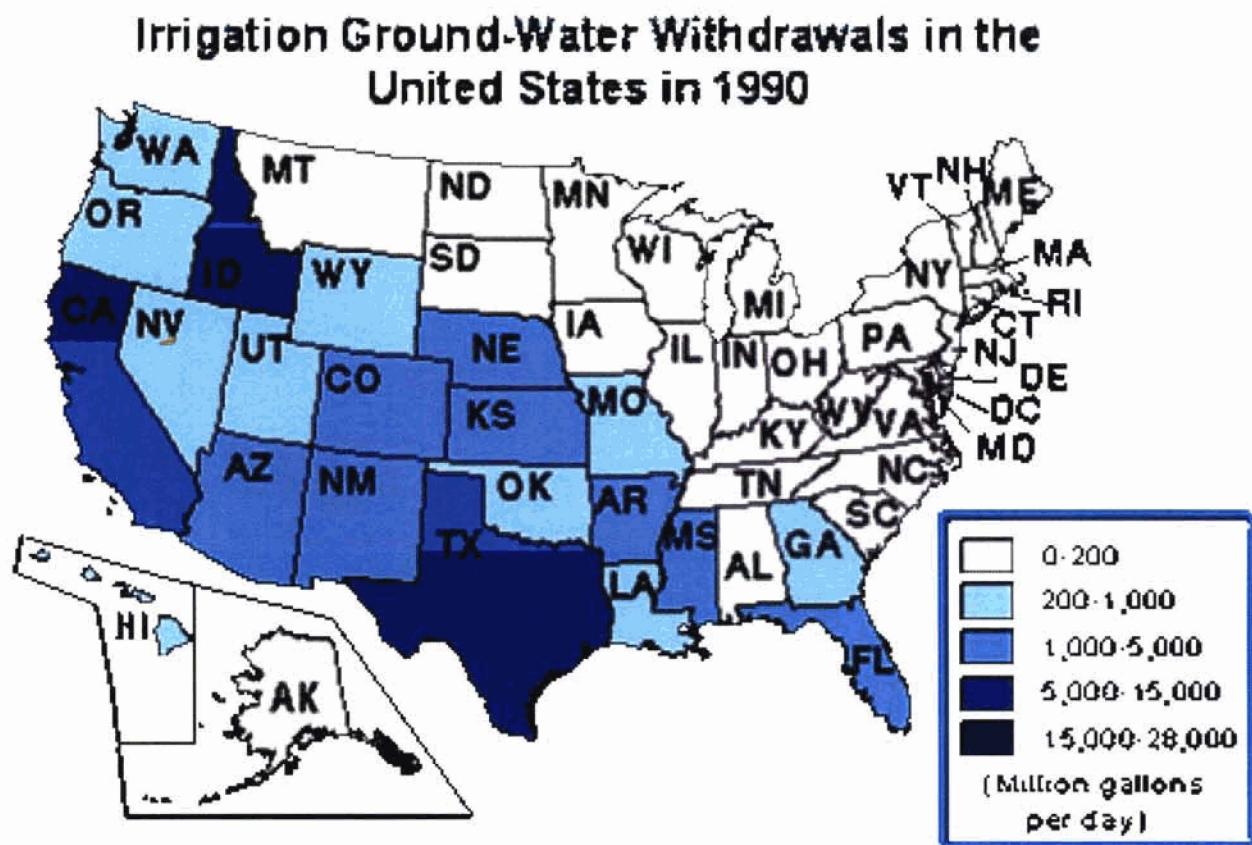 Irrigation Ground-Water Withdrawals in the
United States in 1990
WA
MT
ND
MN
VT
NH
ME
OR
ID
WY
SD
WI
MI
NY
MA
RI
CT
CA
NV
UT
CO
NE
IA
IL
IN
OH
PA
NJ
DE
DC
MD
KS
MO
KY
WV
VA
AZ
NM
OK
AR
TN
NC
SC
TX
LA
MS
AL
GA
FL
HI
AK
0-200
200-1,000
1,000-5,000
5,000-15,000
15,000-28,000
(Million gallons
per day)